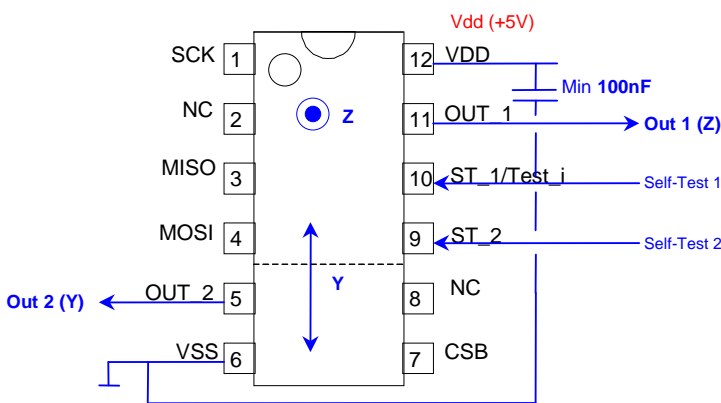 Vdd (+5V)
SCK 1 12 VDD
Min 100nF
NC 2 Z 11 OUT_1 Out 1 (Z)
MISO 3 10 ST_1/Test_i Self-Test 1
MOSI 4 9 ST_2 Self-Test 2
Out 2 (Y) OUT_2 5 Y 8 NC
VSS 6 7 CSB